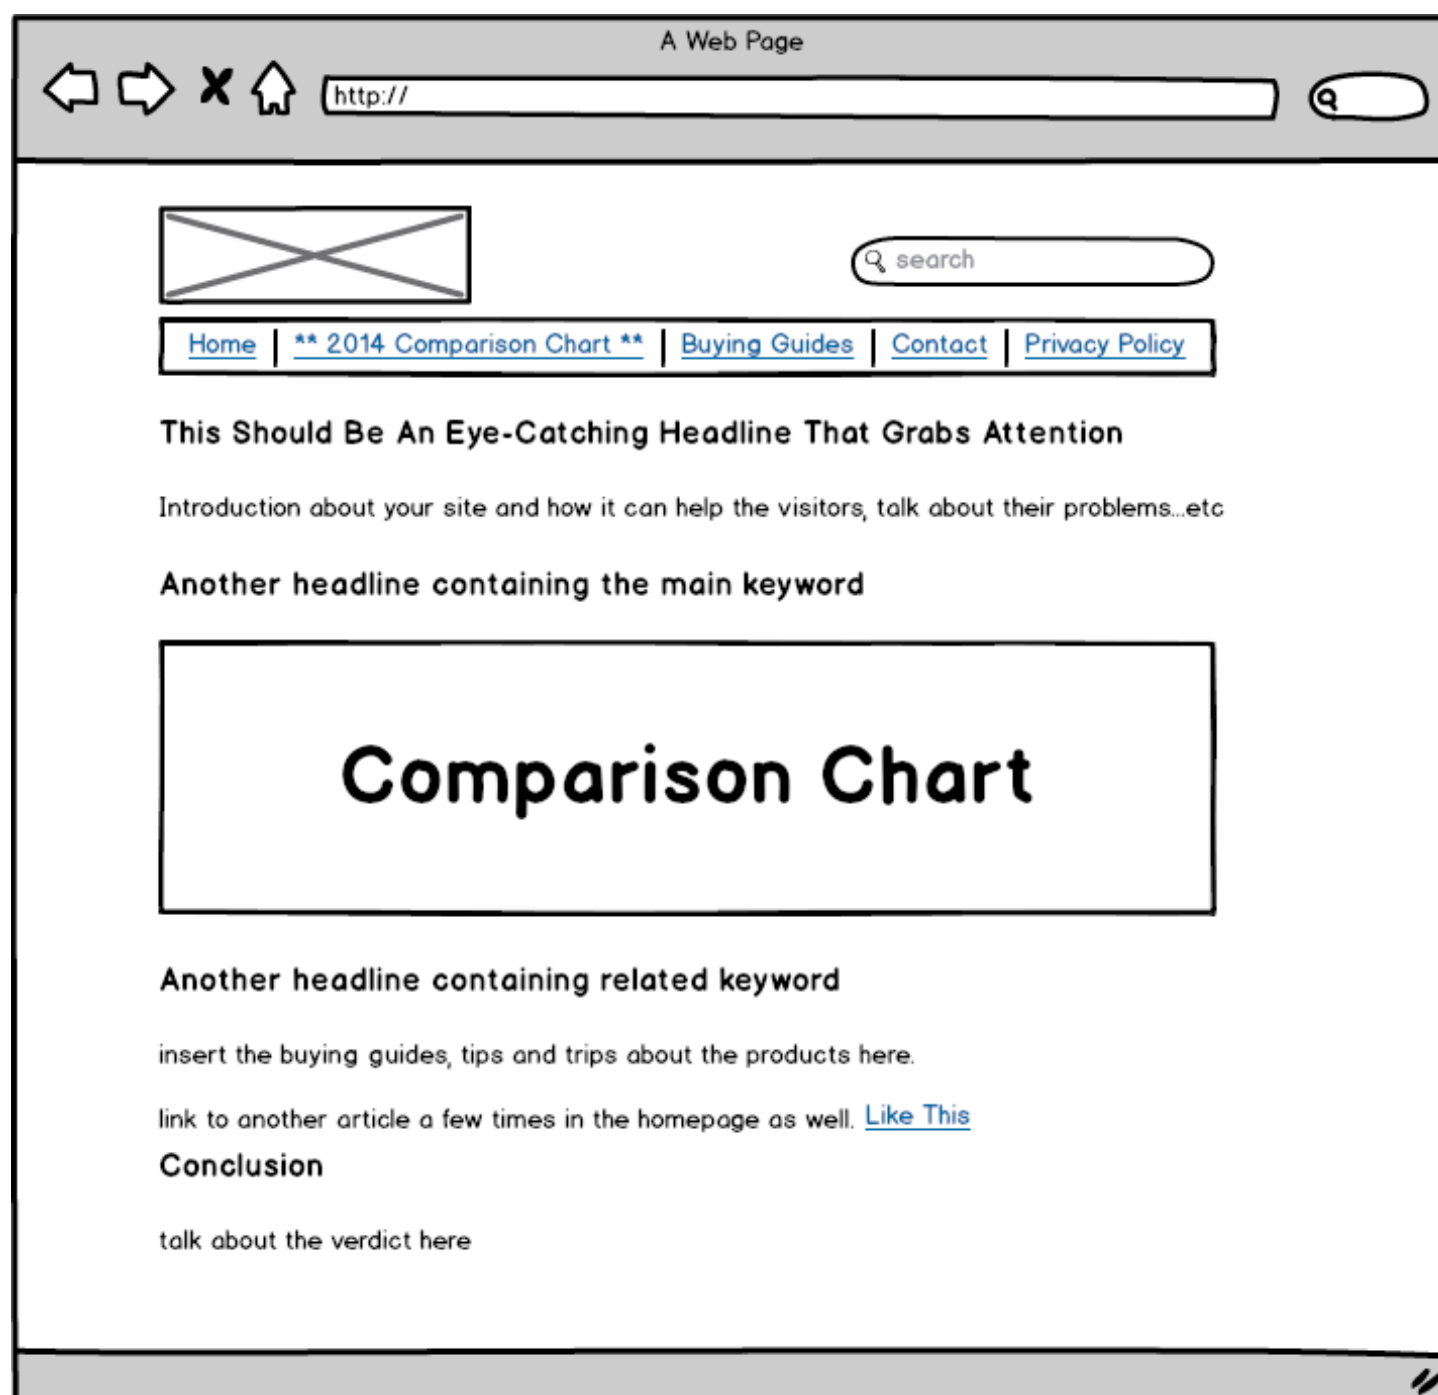 A Web Page
http://
search
Home | ** 2014 Comparison Chart ** | Buying Guides | Contact | Privacy Policy
This Should Be An Eye-Catching Headline That Grabs Attention
Introduction about your site and how it can help the visitors, talk about their problems...etc
Another headline containing the main keyword
Comparison Chart
Another headline containing related keyword
insert the buying guides, tips and trips about the products here.
link to another article a few times in the homepage as well. Like This
Conclusion
talk about the verdict here